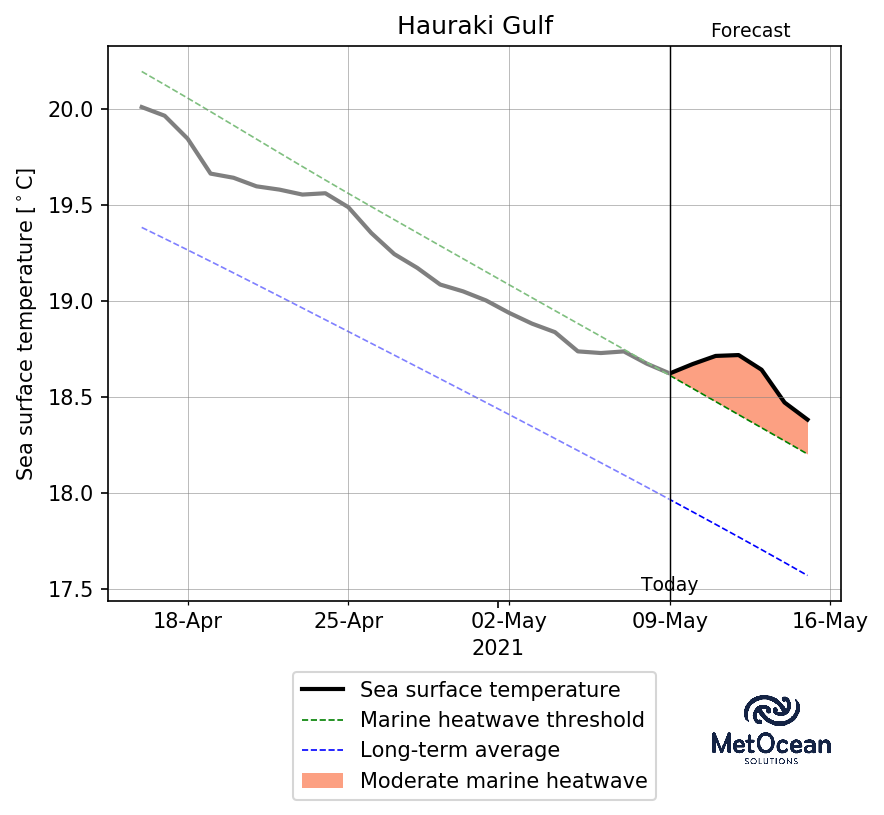 Hauraki Gulf
Forecast
Sea surface temperature [°C]
20.0
19.5
19.0
18.5
18.0
17.5
Today
18-Apr
25-Apr
02-May
09-May
16-May
2021
Sea surface temperature
Marine heatwave threshold
Long-term average
Moderate marine heatwave
MetOcean
SOLUTIONS